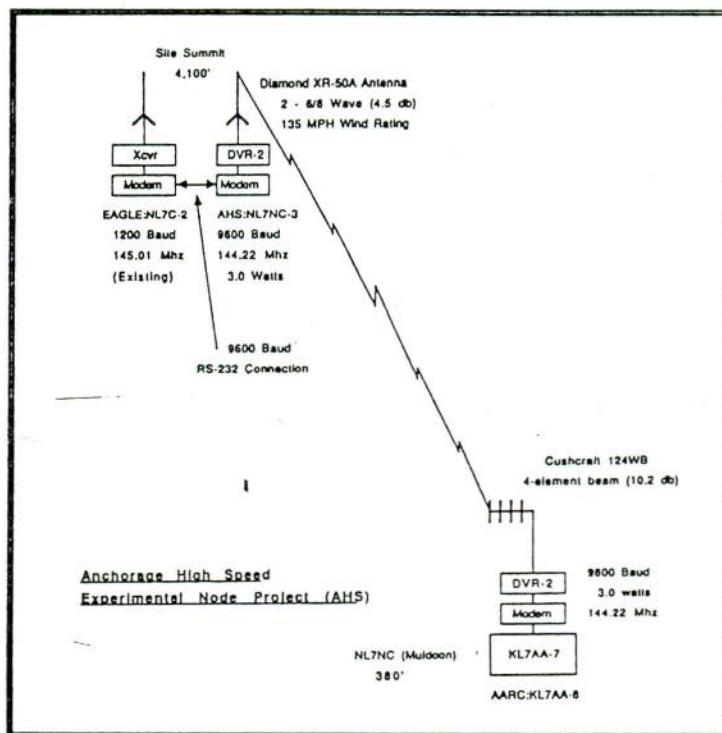 Site Summit
4,100'
Diamond XR-50A Antenna
2 - 6/8 Wave (4.5 db)
135 MPH Wind Rating
Xcvr
DVR-2
Modem
Modem
EAGLE:NL7C-2
AHS:NL7NC-3
1200 Baud
9600 Baud
145.01 Mhz
144.22 Mhz
(Existing)
3.0 Watts
9600 Baud
RS-232 Connection
Cushcraft 124WB
4-element beam (10.2 db)
Anchorage High Speed
Experimental Node Project (AHS)
DVR-2
9600 Baud
3.0 watts
Modem
144.22 Mhz
NL7NC (Muldoon)
KL7AA-7
380'
AARC:KL7AA-6